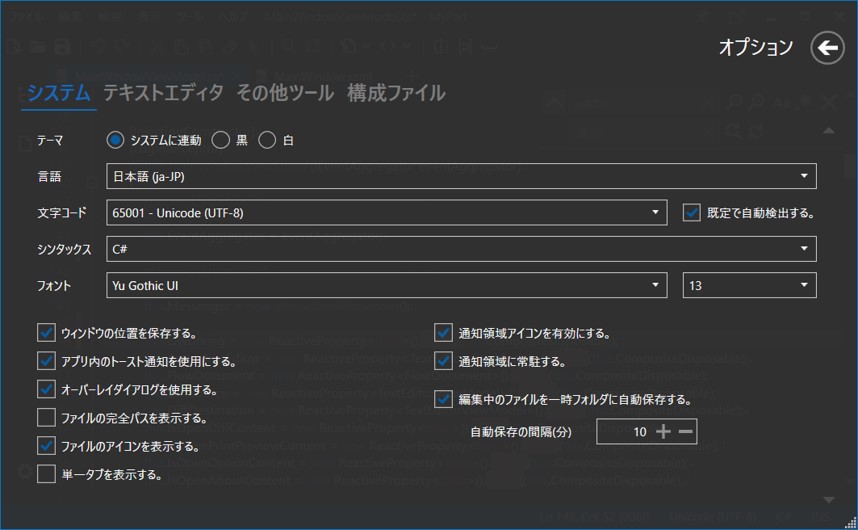 オプション
システム テキストエディタ その他ツール 構成ファイル
テーマ システムに連動 黒 白
言語 日本語 (ja-JP)
文字コード 65001 - Unicode (UTF-8) 既定で自動検出する。
シンタックス C#
フォント Yu Gothic UI 13
ウィンドウの位置を保存する。 通知領域アイコンを有効にする。
アプリ内のトースト通知を使用にする。 通知領域に常駐する。
オーバーレイダイアログを使用する。 編集中のファイルを一時フォルダに自動保存する。
ファイルの完全パスを表示する。 自動保存の間隔(分) 10
ファイルのアイコンを表示する。
単一タブを表示する。